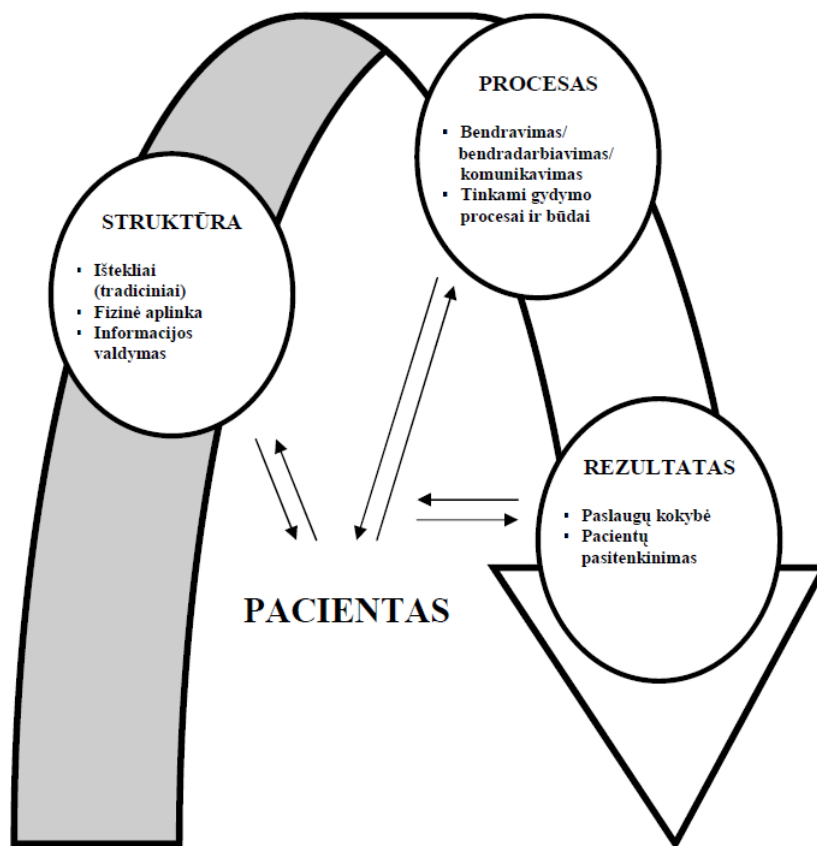 PROCESAS
▪ Bendravimas/
bendradarbiavimas/
komunikavimas
▪ Tinkami gydymo
procesai ir būdai
STRUKTŪRA
▪ Ištekliai
(tradiciniai)
▪ Fizinė aplinka
▪ Informacijos
valdymas
REZULTATAS
▪ Paslaugų kokybė
▪ Pacientų
pasitenkinimas
PACIENTAS